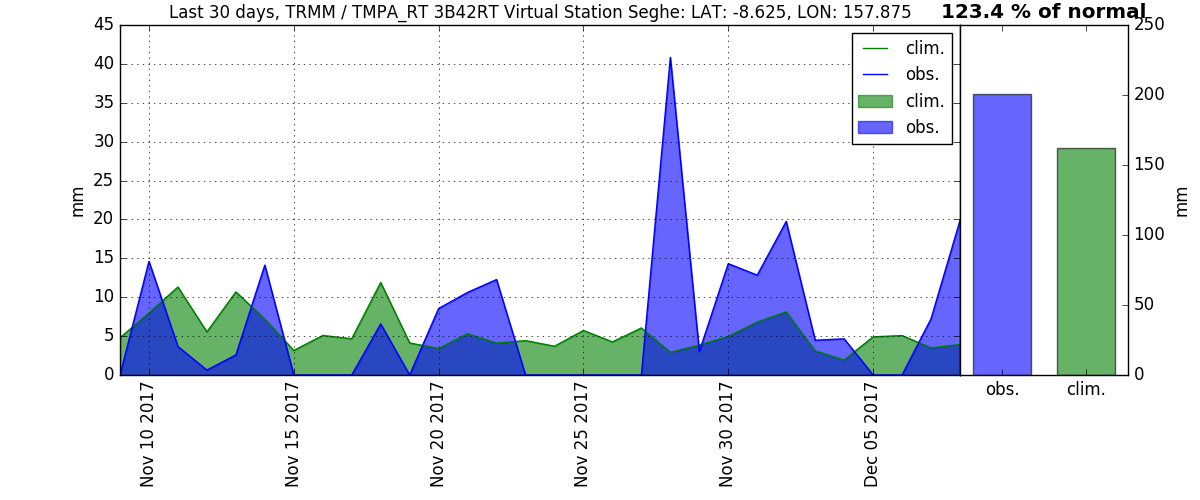 Last 30 days, TRMM / TMPA_RT 3B42RT Virtual Station Seghe: LAT: -8.625, LON: 157.875
123.4 % of normal
45
40
35
30
25
20
15
10
5
0
mm
clim.
obs.
clim.
obs.
250
200
150
100
50
0
mm
Nov 10 2017
Nov 15 2017
Nov 20 2017
Nov 25 2017
Nov 30 2017
Dec 05 2017
obs.
clim.